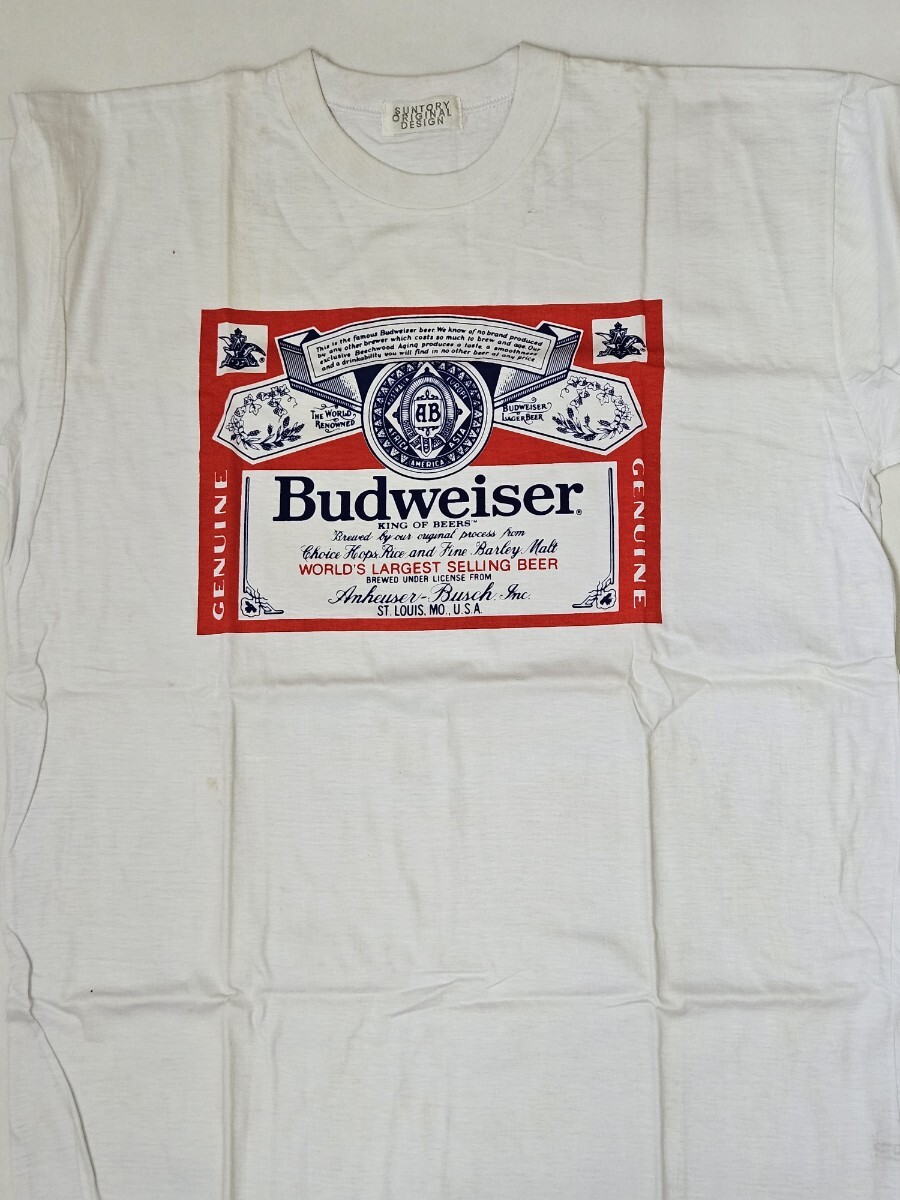 SUNTORY
ORIGINAL
DESIGN
This is the famous Budweiser beer. We know of no brand produced
by any other brewer which costs so much to brew and age. Our
exclusive Beechwood Aging produces a taste, a smoothness
and a drinkability you will find in no other beer at any price.
THE WORLD
RENOWNED
BUDWEISER
LAGER BEER
AB
EUROPE
AFRICA
AMERICA
ASIA
GENUINE
GENUINE
Budweiser®
KING OF BEERS™
Brewed by our original process from
Choice Hops, Rice and Fine Barley Malt
WORLD'S LARGEST SELLING BEER
BREWED UNDER LICENSE FROM
Anheuser-Busch, Inc.
ST. LOUIS, MO., U.S.A.